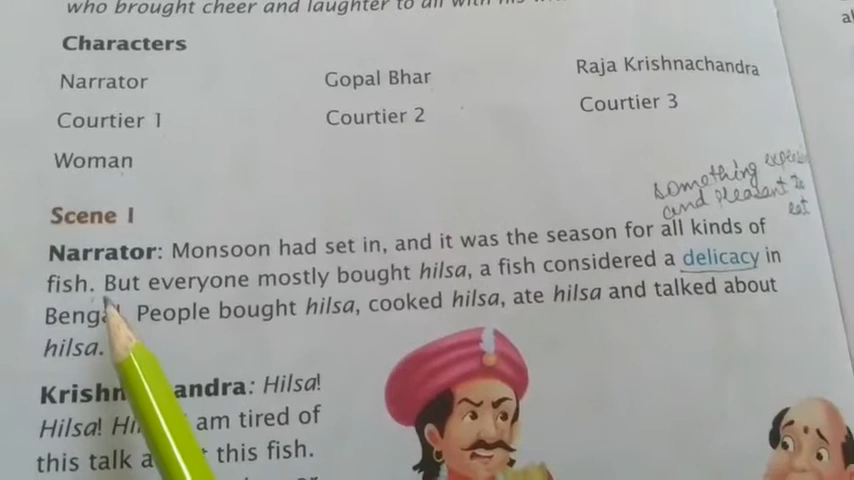 who brought cheer and laughter to all with his
Characters
Narrator Gopal Bhar Raja Krishnachandra
Courtier 1 Courtier 2 Courtier 3
Woman
something
and pleasant to
eat
Scene 1
Narrator: Monsoon had set in, and it was the season for all kinds of
fish. But everyone mostly bought hilsa, a fish considered a delicacy in
People bought hilsa, cooked hilsa, ate hilsa and talked about
hilsa.
Hilsa!
Hilsa! am tired of
this talk this fish.